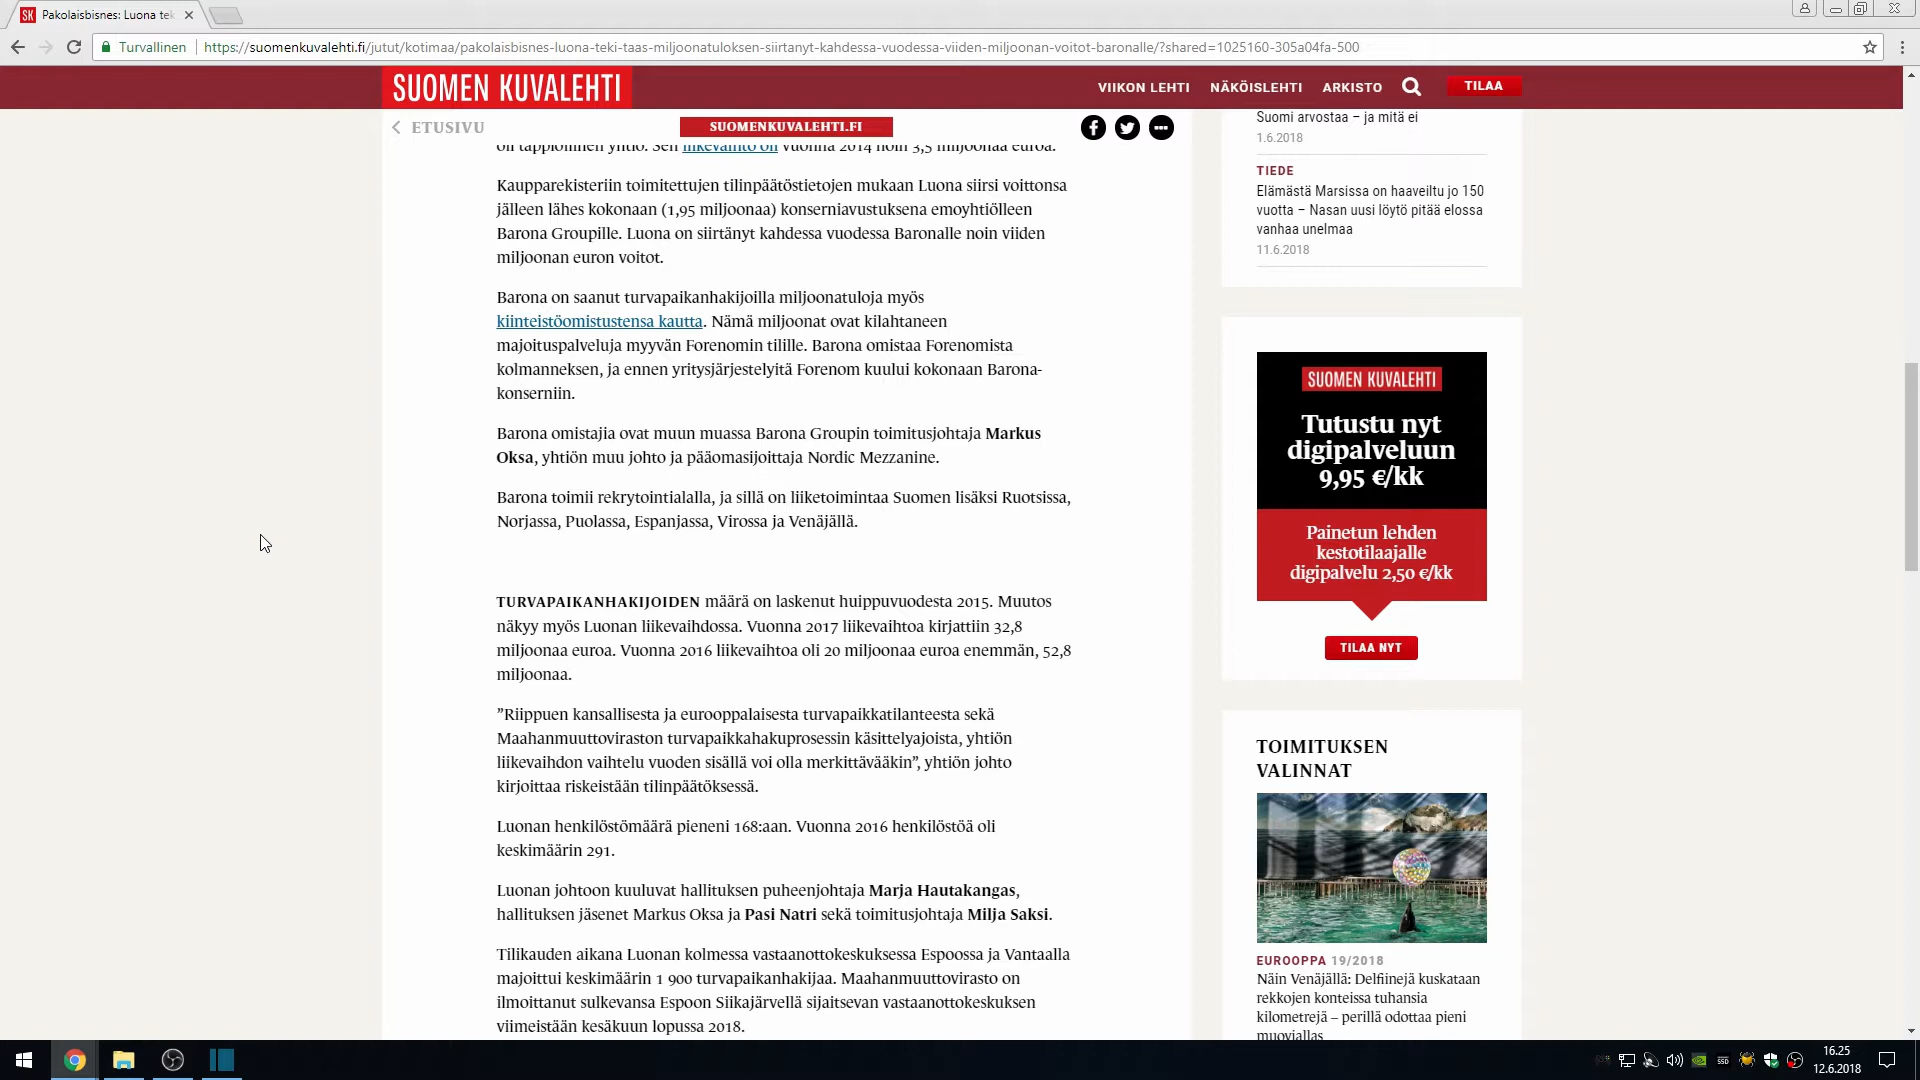 Pakolaisbisnes: Luona tek
Turvallinen
https://suomenkuvalehti.fi/jutut/kotimaa/pakolaisbisnes-luona-teki-taas-miljoonatuloksen-siirtanyt-kahdessa-vuodessa-viiden-miljoonan-voitot-baronalle/?shared=1025160-305a04fa-500
SUOMEN KUVALEHTI
VIIKON LEHTI
NÄKÖISLEHTI
ARKISTO
TILAA
ETUSIVU
SUOMENKUVALEHTI.FI
oli tappiollinen yhtiö. Sen liikevaihto oli vuonna 2014 noin 3,5 miljoonaa euroa.
Kaupparekisteriin toimitettujen tilinpäätöstietojen mukaan Luona siirsi voittonsa
jälleen lähes kokonaan (1,95 miljoonaa) konserniavustuksena emoyhtiölleen
Barona Groupille. Luona on siirtänyt kahdessa vuodessa Baronalle noin viiden
miljoonan euron voitot.
Barona on saanut turvapaikanhakijoilla miljoonatuloja myös
kiinteistöomistustensa kautta. Nämä miljoonat ovat kilahtaneen
majoituspalveluja myyvän Forenomin tilille. Barona omistaa Forenomista
kolmanneksen, ja ennen yritysjärjestelyitä Forenom kuului kokonaan Barona-
konserniin.
Barona omistajia ovat muun muassa Barona Groupin toimitusjohtaja Markus
Oksa, yhtiön muu johto ja pääomasijoittaja Nordic Mezzanine.
Barona toimii rekrytointialalla, ja sillä on liiketoimintaa Suomen lisäksi Ruotsissa,
Norjassa, Puolassa, Espanjassa, Virossa ja Venäjällä.
TURVAPAIKANHAKIJOIDEN määrä on laskenut huippuvuodesta 2015. Muutos
näkyy myös Luonan liikevaihdossa. Vuonna 2017 liikevaihtoa kirjattiin 32,8
miljoonaa euroa. Vuonna 2016 liikevaihtoa oli 20 miljoonaa euroa enemmän, 52,8
miljoonaa.
”Riippuen kansallisesta ja eurooppalaisesta turvapaikkatilanteesta sekä
Maahanmuuttoviraston turvapaikkahakuprosessin käsittelyajoista, yhtiön
liikevaihdon vaihtelu vuoden sisällä voi olla merkittävääkin”, yhtiön johto
kirjoittaa riskeistään tilinpäätöksessä.
Luonan henkilöstömäärä pieneni 168:aan. Vuonna 2016 henkilöstöä oli
keskimäärin 291.
Luonan johtoon kuuluvat hallituksen puheenjohtaja Marja Hautakangas,
hallituksen jäsenet Markus Oksa ja Pasi Natri sekä toimitusjohtaja Milja Saksi.
Tilikauden aikana Luonan kolmessa vastaanottokeskuksessa Espoossa ja Vantaalla
majoittui keskimäärin 1 900 turvapaikanhakijaa. Maahanmuuttovirasto on
ilmoittanut sulkevansa Espoon Siikajärvellä sijaitsevan vastaanottokeskuksen
viimeistään kesäkuun lopussa 2018.
Suomi arvostaa – ja mitä ei
1.6.2018
TIEDE
Elämästä Marsissa on haaveiltu jo 150
vuotta – Nasan uusi löytö pitää elossa
vanhaa unelmaa
11.6.2018
SUOMEN KUVALEHTI
Tutustu nyt
digipalveluun
9,95 €/kk
Painetun lehden
kestotilaajalle
digipalvelu 2,50 €/kk
TILAA NYT
TOIMITUKSEN
VALINNAT
EUROOPPA 19/2018
Näin Venäjällä: Delfiinejä kuskataan
rekkojen konteissa tuhansia
kilometrejä – perillä odottaa pieni
muoviallas
16.25
12.6.2018